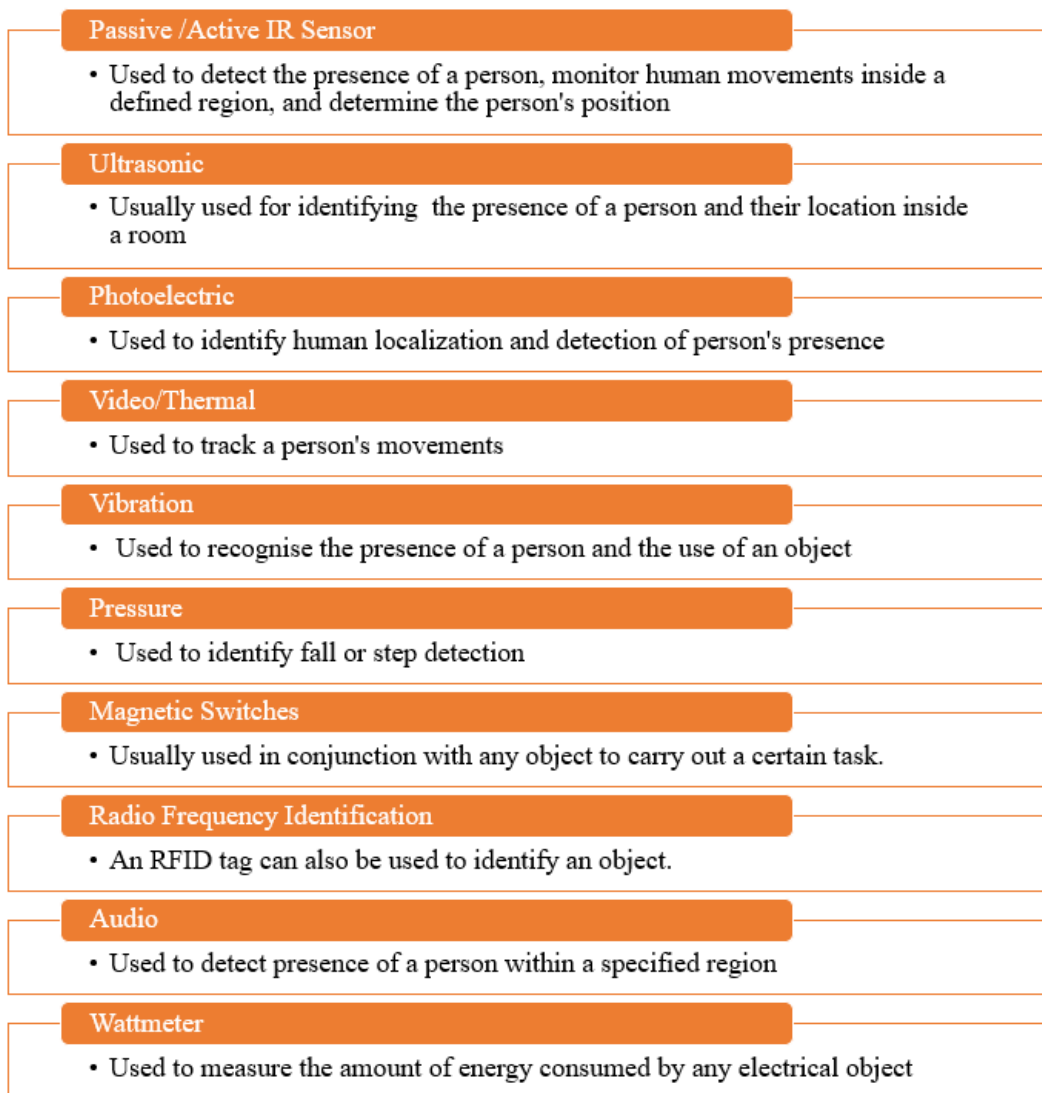 Passive /Active IR Sensor
• Used to detect the presence of a person, monitor human movements inside a
defined region, and determine the person's position
Ultrasonic
• Usually used for identifying  the presence of a person and their location inside
a room
Photoelectric
• Used to identify human localization and detection of person's presence
Video/Thermal
• Used to track a person's movements
Vibration
• Used to recognise the presence of a person and the use of an object
Pressure
• Used to identify fall or step detection
Magnetic Switches
• Usually used in conjunction with any object to carry out a certain task.
Radio Frequency Identification
• An RFID tag can also be used to identify an object.
Audio
• Used to detect presence of a person within a specified region
Wattmeter
• Used to measure the amount of energy consumed by any electrical object